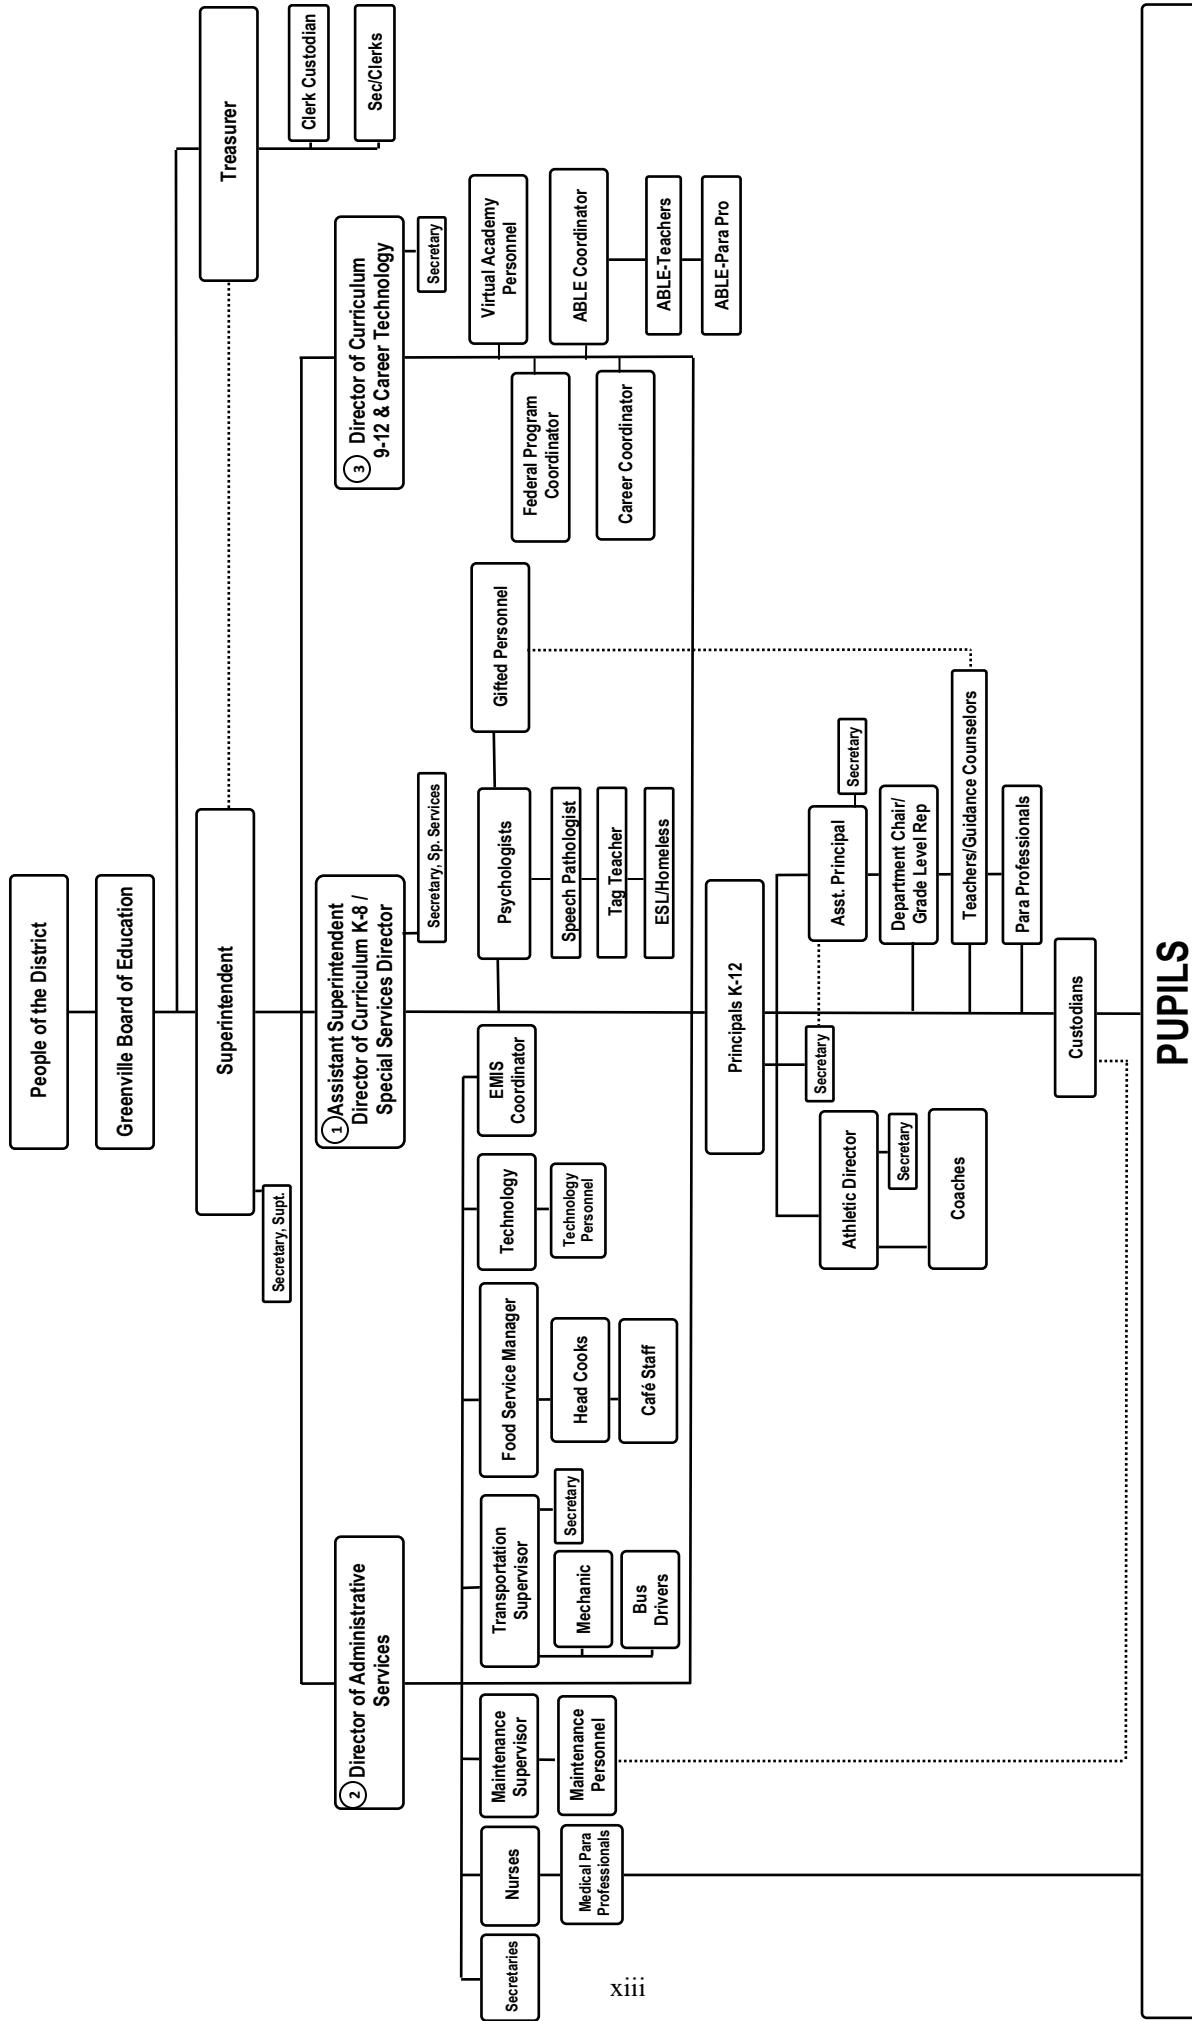 People of the District
Greenville Board of Education
Treasurer
Clerk Custodian
Sec/Clerks
Superintendent
Secretary, Supt.
2
Director of Administrative
Services
1
Assistant Superintendent
Director of Curriculum K-8 /
Special Services Director
Secretary, Sp. Services
3
Director of Curriculum
9-12 & Career Technology
Secretary
Secretaries
Nurses
Medical Para
Professionals
Maintenance
Supervisor
Maintenance
Personnel
Transportation
Supervisor
Secretary
Mechanic
Bus
Drivers
Food Service Manager
Head Cooks
Café Staff
Technology
Technology
Personnel
EMIS
Coordinator
Psychologists
Speech Pathologist
Tag Teacher
ESL/Homeless
Gifted Personnel
Virtual Academy
Personnel
Federal Program
Coordinator
ABLE Coordinator
Career Coordinator
ABLE-Teachers
ABLE-Para Pro
Principals K-12
Secretary
Athletic Director
Secretary
Coaches
Asst. Principal
Secretary
Department Chair/
Grade Level Rep
Teachers/Guidance Counselors
Para Professionals
Custodians
PUPILS
xiii